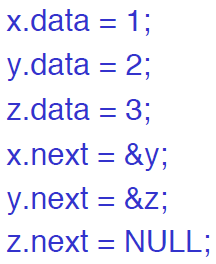 x.data = 1;
y.data = 2;
z.data = 3;
x.next = &y;
y.next = &z;
z.next = NULL;